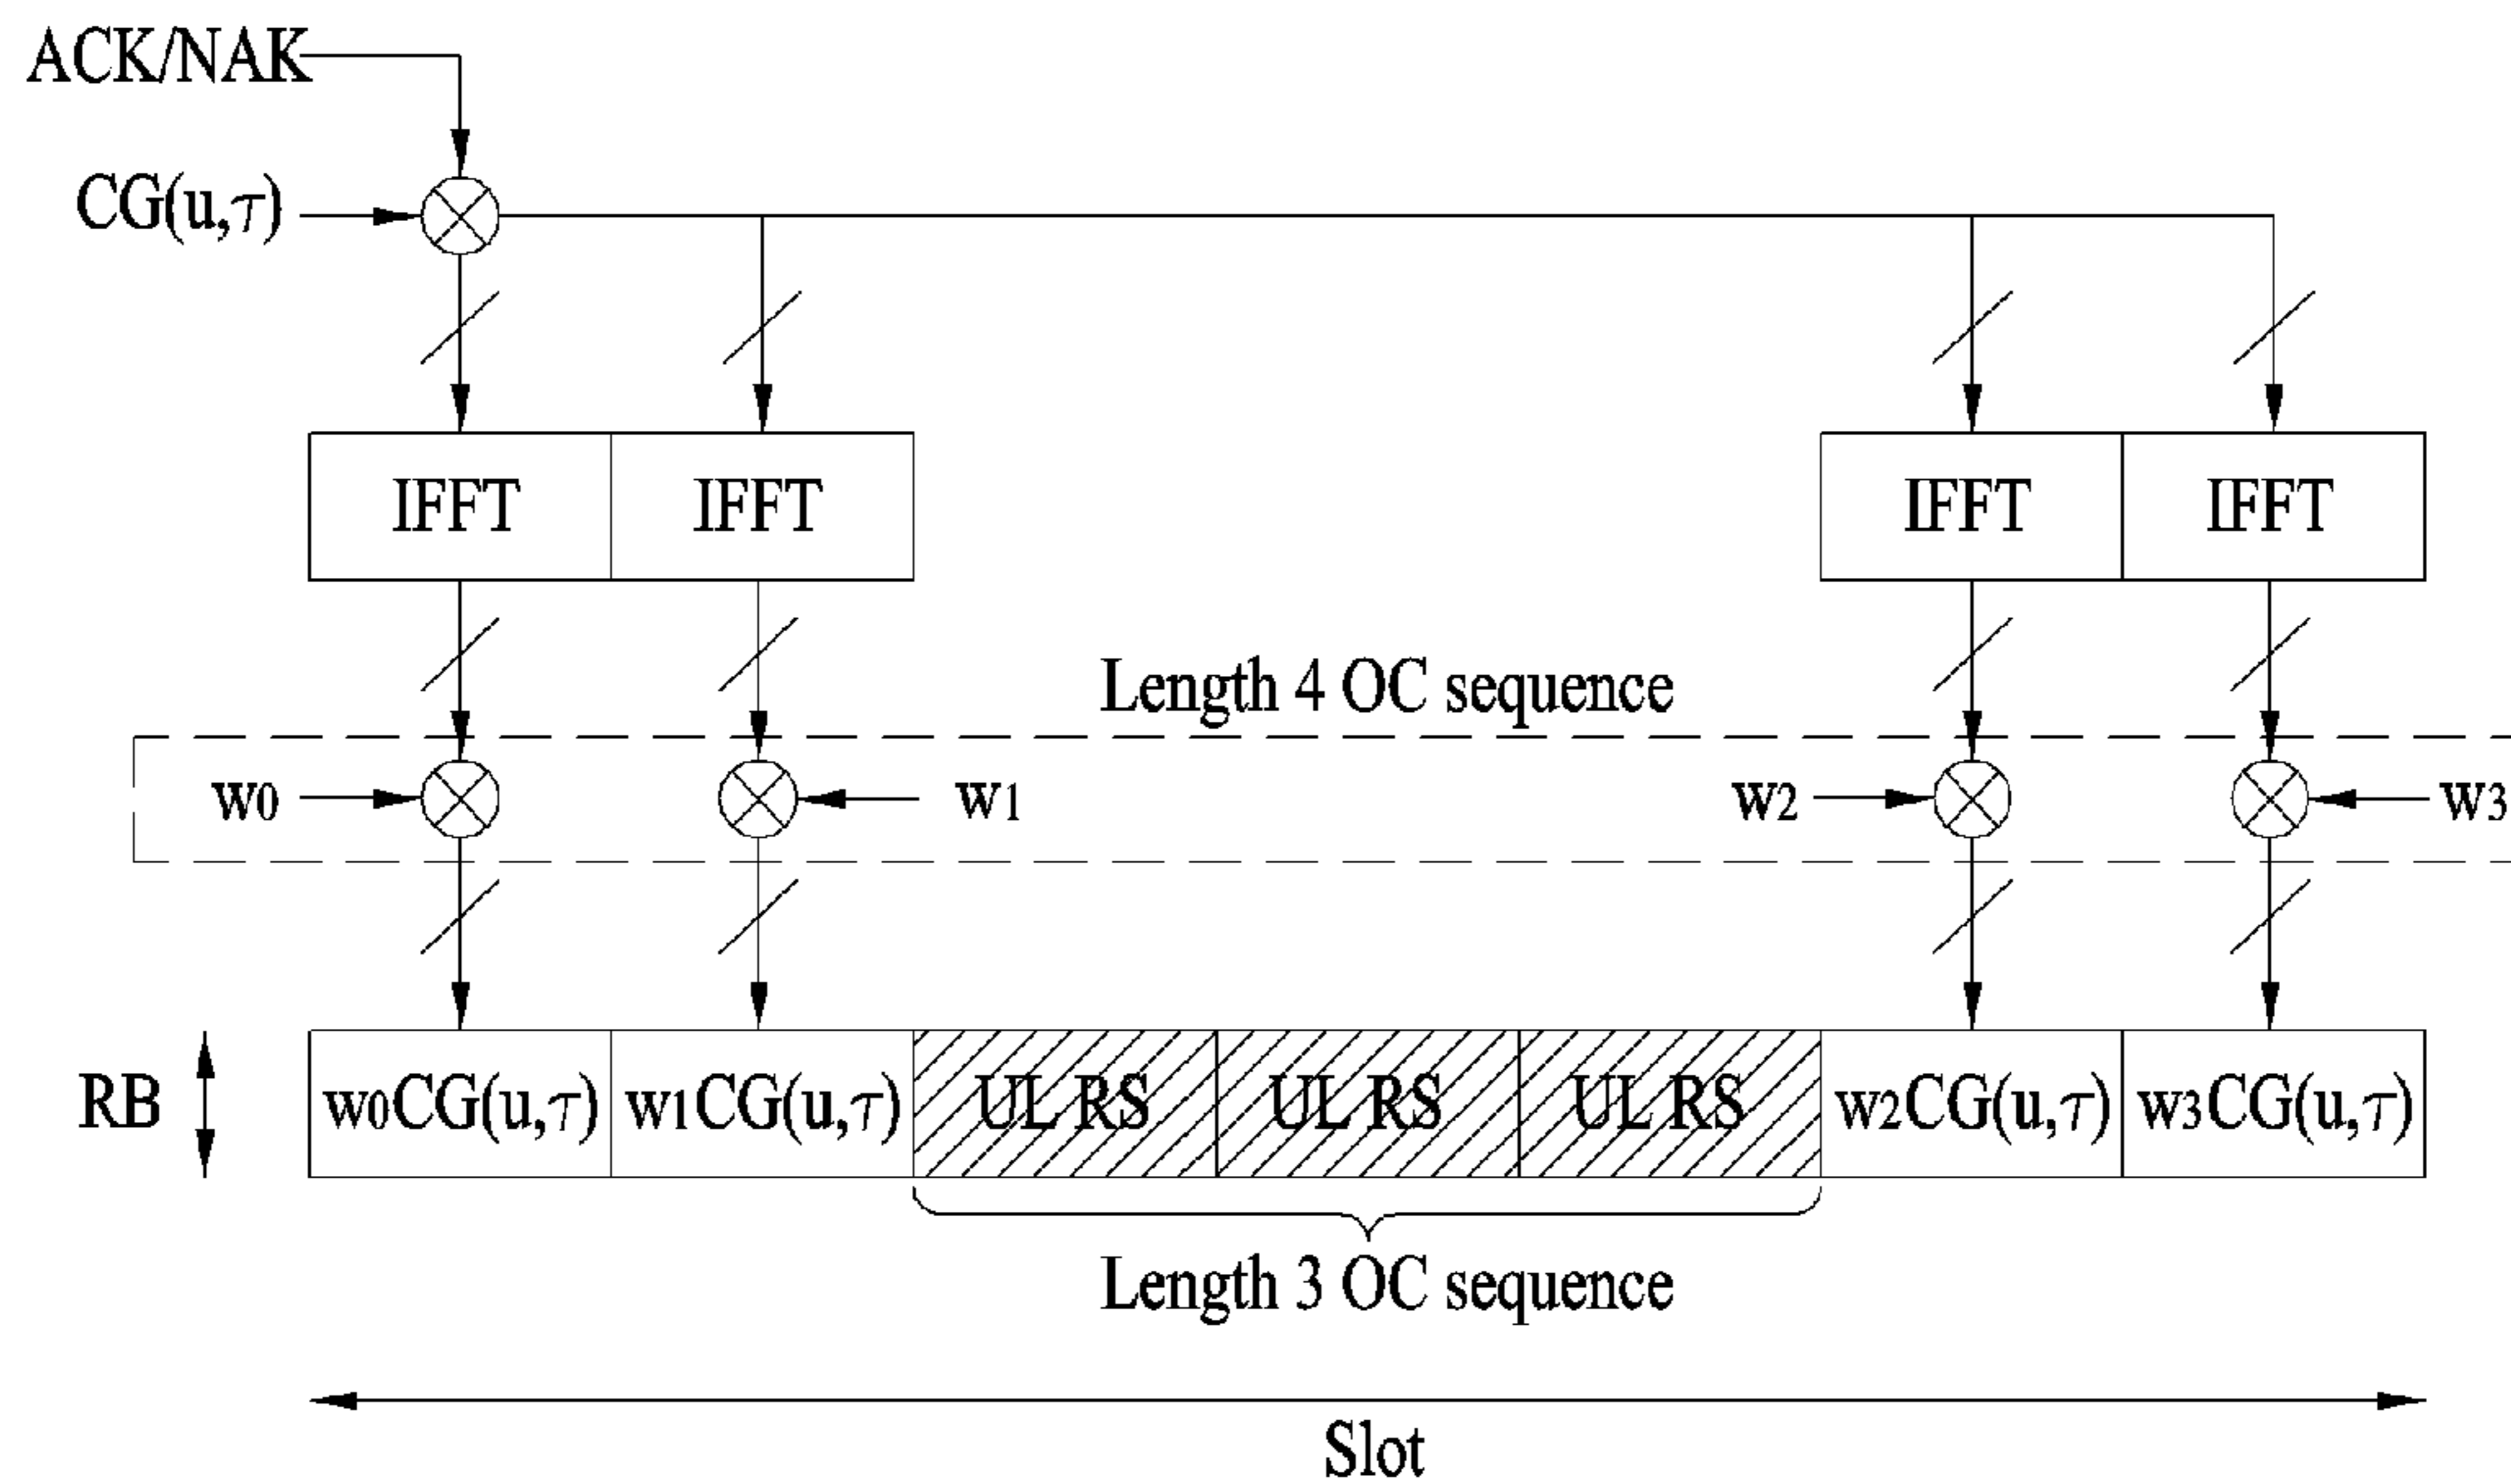 ACK/NAK
CG(u,τ)
IFFT IFFT IFFT IFFT
Length 4 OC sequence
w0 w1 w2 w3
RB w0CG(u,τ) w1CG(u,τ) UL RS UL RS UL RS w2CG(u,τ) w3CG(u,τ)
Length 3 OC sequence
Slot